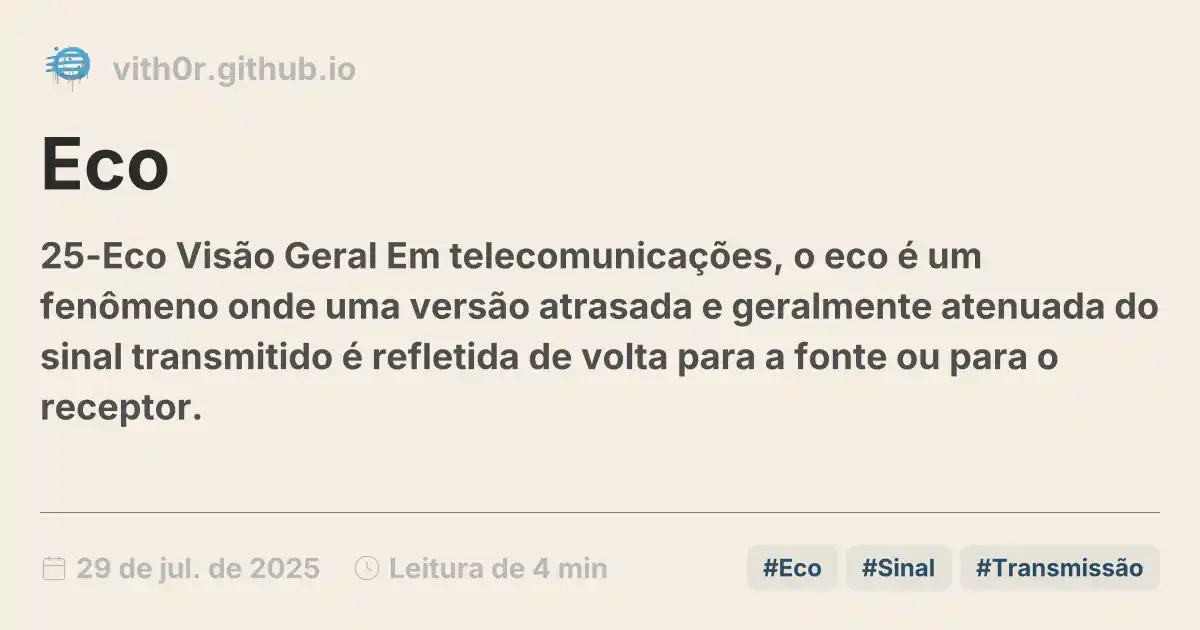 vith0r.github.io
Eco
25-Eco Visão Geral Em telecomunicações, o eco é um
fenômeno onde uma versão atrasada e geralmente atenuada do
sinal transmitido é refletida de volta para a fonte ou para o
receptor.
29 de jul. de 2025 Leitura de 4 min #Eco #Sinal #Transmissão